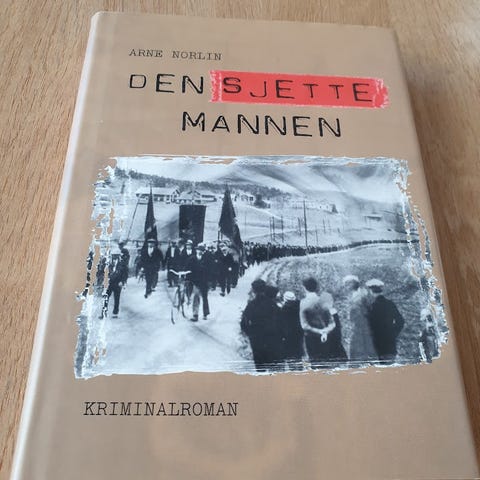 ARNE NORLIN
DEN SJETTE
MANNEN
KRIMINALROMAN